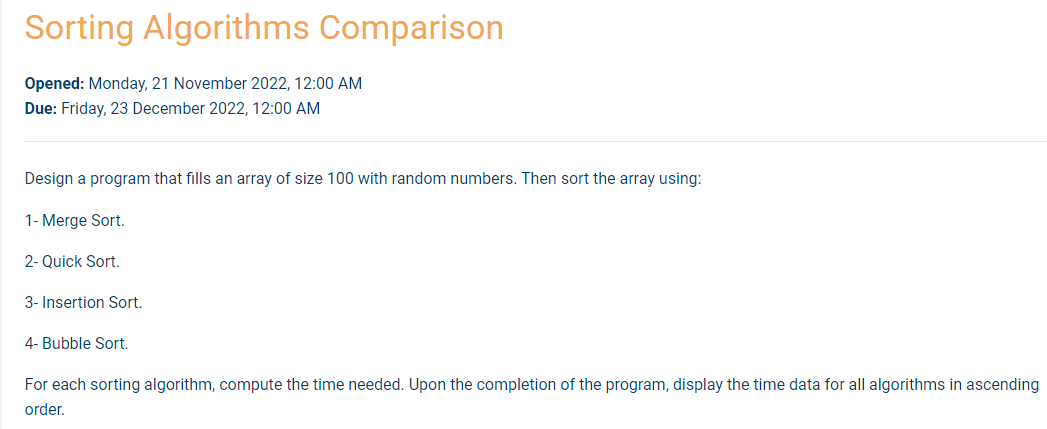 Sorting Algorithms Comparison
Opened: Monday, 21 November 2022, 12:00 AM
Due: Friday, 23 December 2022, 12:00 AM
Design a program that fills an array of size 100 with random numbers. Then sort the array using:
1- Merge Sort.
2- Quick Sort.
3- Insertion Sort.
4- Bubble Sort.
For each sorting algorithm, compute the time needed. Upon the completion of the program, display the time data for all algorithms in ascending
order.